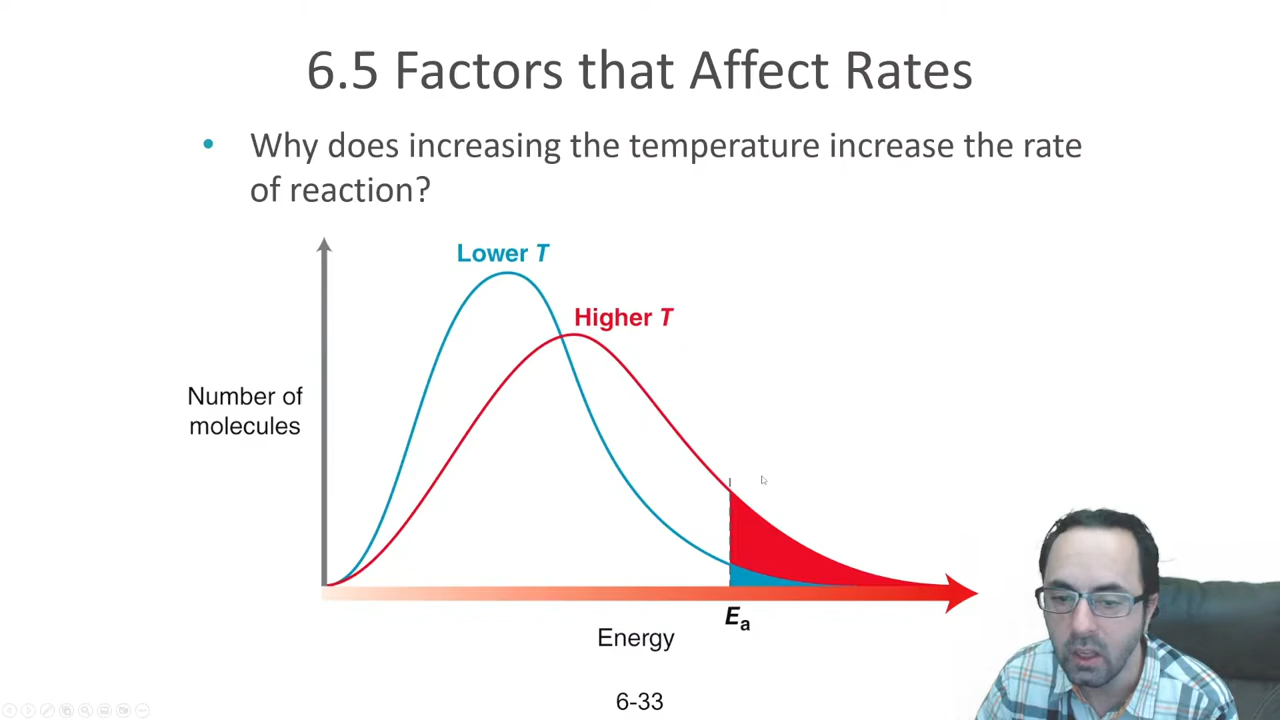 6.5 Factors that Affect Rates
• Why does increasing the temperature increase the rate
of reaction?
Lower T
Higher T
Number of
molecules
Ea
Energy
6-33